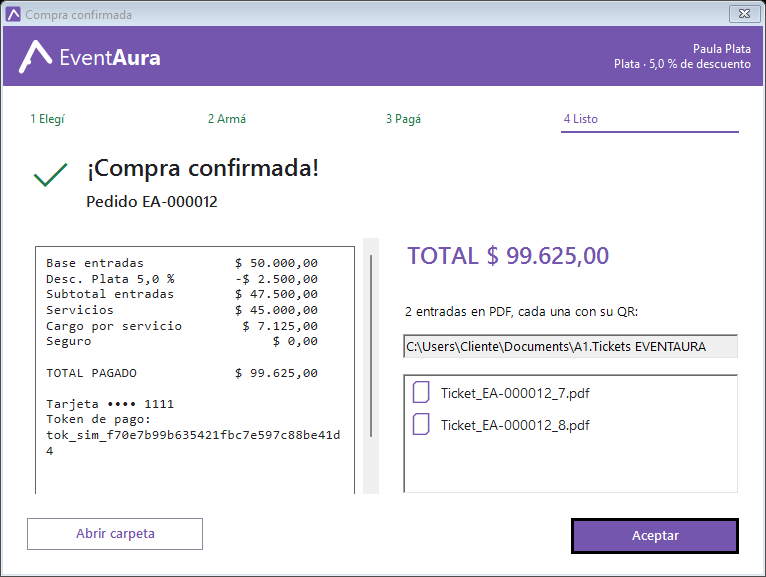 Compra confirmada
EventAura
Paula Plata
Plata · 5,0 % de descuento
1 Elegí
2 Armá
3 Pagá
4 Listo
¡Compra confirmada!
Pedido EA-000012
Base entradas $ 50.000,00
Desc. Plata 5,0 % -$ 2.500,00
Subtotal entradas $ 47.500,00
Servicios $ 45.000,00
Cargo por servicio $ 7.125,00
Seguro $ 0,00
TOTAL PAGADO $ 99.625,00
Tarjeta •••• 1111
Token de pago:
tok_sim_f70e7b99b635421fbc7e597c88be41d
4
TOTAL $ 99.625,00
2 entradas en PDF, cada una con su QR:
C:\Users\Cliente\Documents\A1.Tickets EVENTAURA
Ticket_EA-000012_7.pdf
Ticket_EA-000012_8.pdf
Abrir carpeta
Aceptar